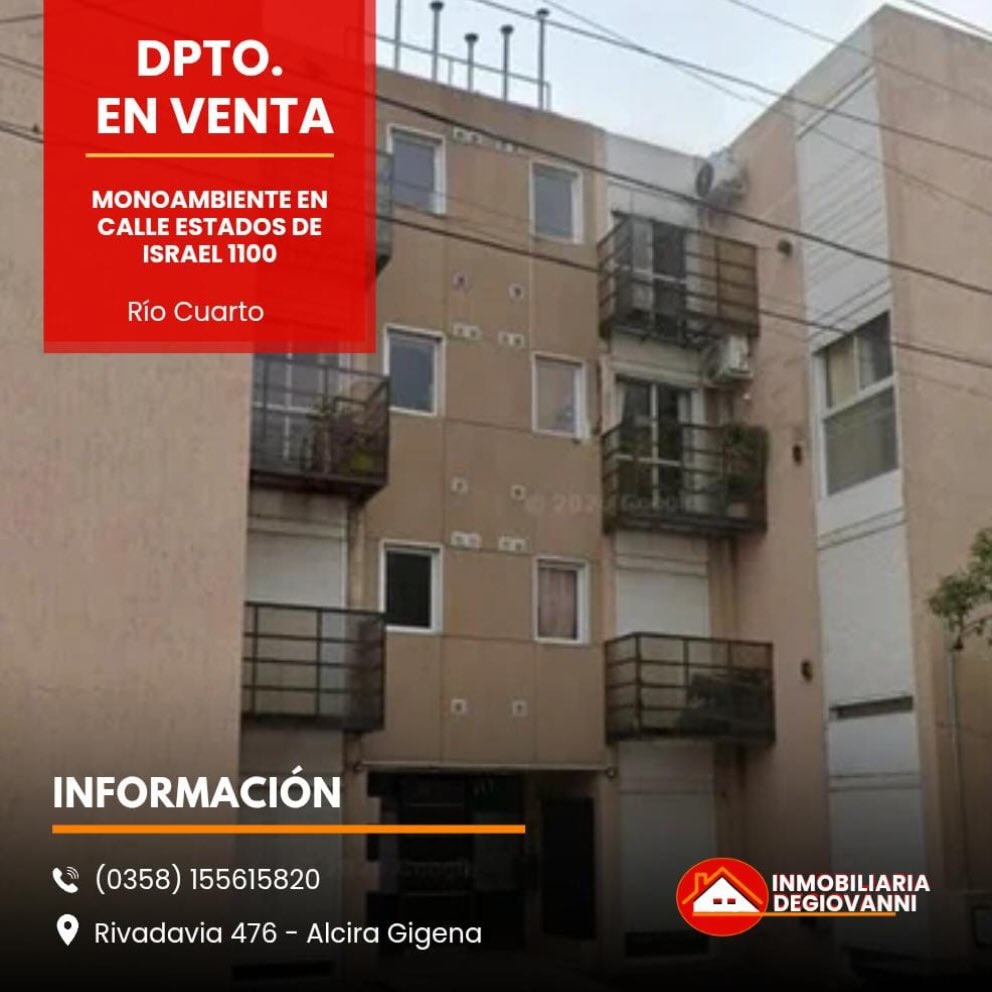 DPTO.
EN VENTA
MONOAMBIENTE EN
CALLE ESTADOS DE
ISRAEL 1100
Río Cuarto
INFORMACIÓN
(0358) 155615820
Rivadavia 476 - Alcira Gigena
INMOBILIARIA
DEGIOVANNI